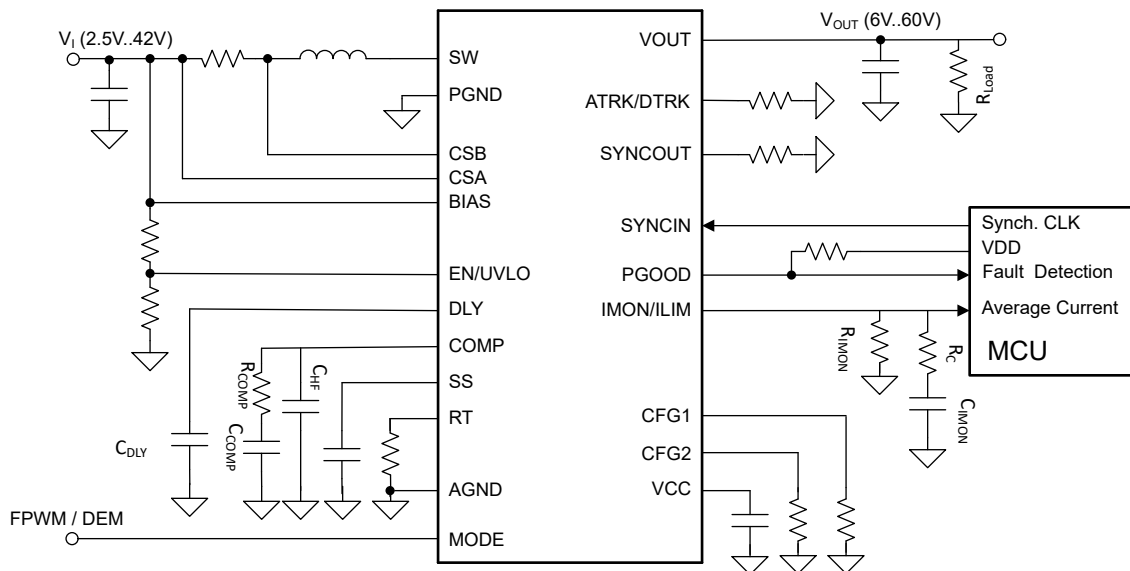 V_I (2.5V..42V)
SW
PGND
CSB
CSA
BIAS
EN/UVLO
DLY
COMP
SS
RT
AGND
MODE
R_COMP
C_HF
C_COMP
C_DLY
FPWM / DEM
VOUT
ATRK/DTRK
SYNCOUT
SYNCIN
PGOOD
IMON/ILIM
CFG1
CFG2
VCC
V_OUT (6V..60V)
R_Load
Synch. CLK
VDD
Fault Detection
Average Current
MCU
R_IMON
R_C
C_IMON